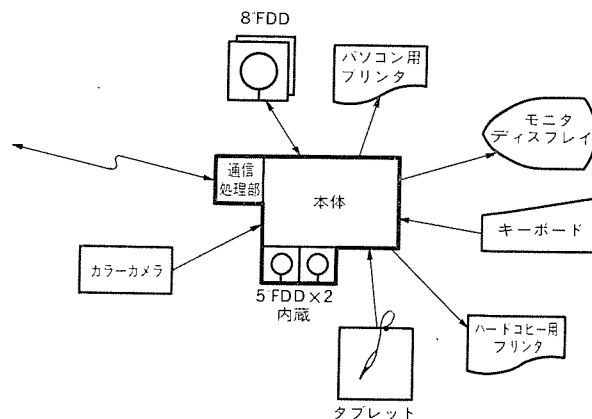 8"FDD
パソコン用
プリンタ
モニタ
ディスプレイ
通信
処理部
本体
キーボード
カラーカメラ
5"FDD×2
内蔵
ハードコピー用
プリンタ
タブレット